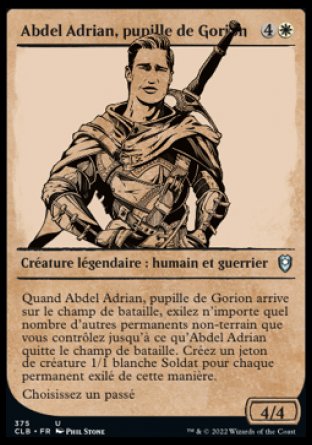 Abdel Adrian, pupille de Gorion 4
Créature légendaire : humain et guerrier
Quand Abdel Adrian, pupille de Gorion arrive
sur le champ de bataille, exilez n'importe quel
nombre d'autres permanents non-terrain que
vous contrôlez jusqu'à ce qu'Abdel Adrian
quitte le champ de bataille. Créez un jeton
de créature 1/1 blanche Soldat pour chaque
permanent exilé de cette manière.
Choisissez un passé
4/4
375 U
CLB • FR Phil Stone
™ & © 2022 Wizards of the Coast